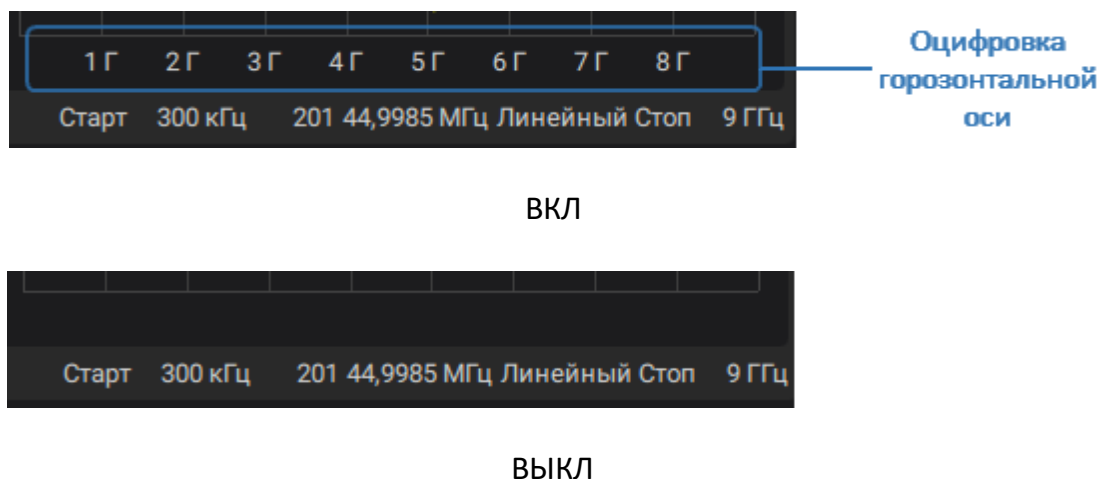 1 Г 2 Г 3 Г 4 Г 5 Г 6 Г 7 Г 8 Г
Оцифровка
горозонтальной
оси
Старт 300 кГц 201 44,9985 МГц Линейный Стоп 9 ГГц
ВКЛ
Старт 300 кГц 201 44,9985 МГц Линейный Стоп 9 ГГц
ВЫКЛ